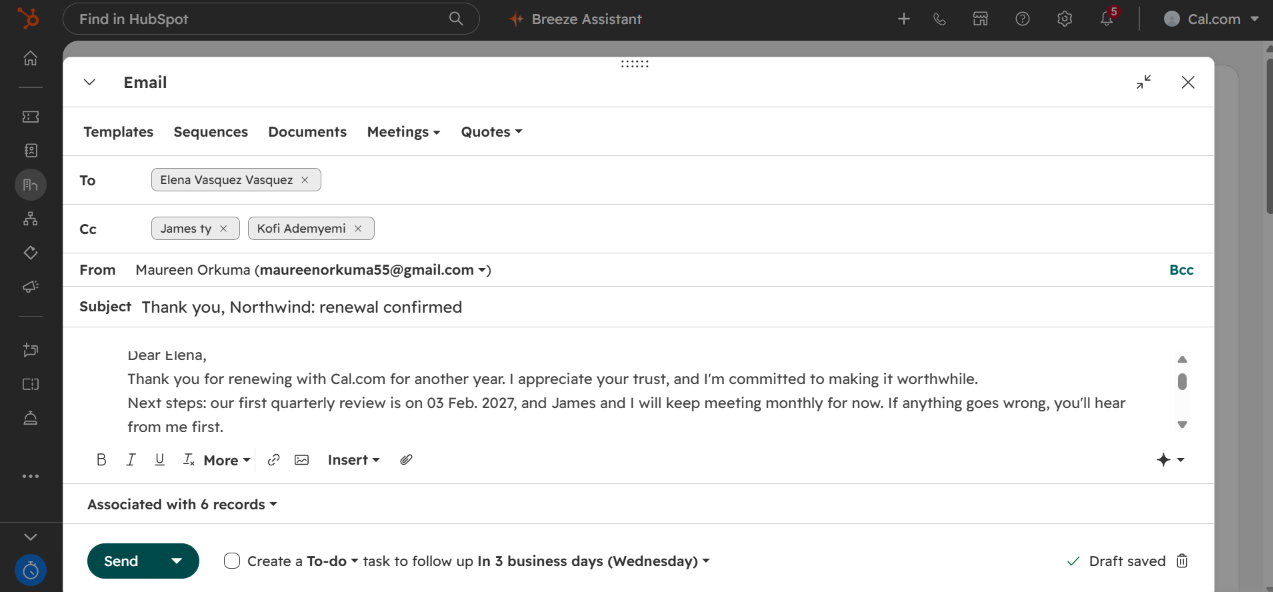 Find in HubSpot
Breeze Assistant
5
Cal.com
Email
Templates Sequences Documents Meetings Quotes
To Elena Vasquez Vasquez
Cc James ty Kofi Ademyemi
From Maureen Orkuma (maureenorkuma55@gmail.com) Bcc
Subject Thank you, Northwind: renewal confirmed
Dear Elena,
Thank you for renewing with Cal.com for another year. I appreciate your trust, and I'm committed to making it worthwhile.
Next steps: our first quarterly review is on 03 Feb. 2027, and James and I will keep meeting monthly for now. If anything goes wrong, you'll hear
from me first.
B I U Tx More Insert
Associated with 6 records
Send Create a To-do task to follow up In 3 business days (Wednesday) Draft saved